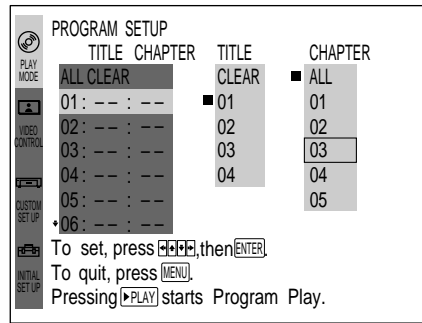 PROGRAM SETUP
TITLE CHAPTER TITLE CHAPTER
PLAY
MODE
ALL CLEAR CLEAR ALL
01 : – – : – – 01 01
VIDEO
CONTROL
02 : – – : – – 02 02
03 : – – : – – 03 03
04 : – – : – – 04 04
CUSTOM
SET UP
05 : – – : – – 05
06 : – – : – –
To set, press ,then ENTER.
To quit, press MENU.
INITIAL
SET UP
Pressing PLAY starts Program Play.